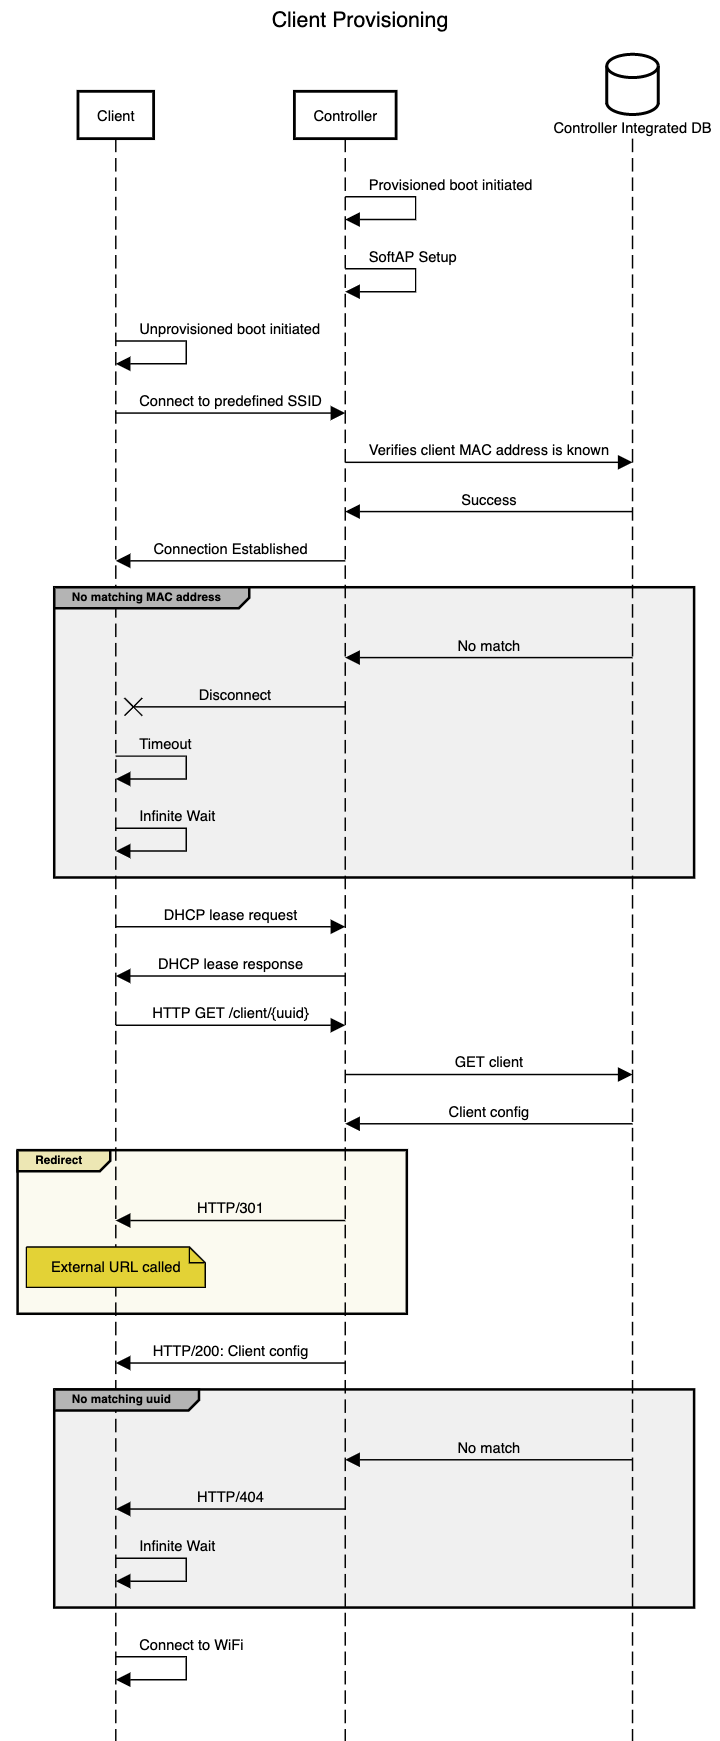 Client Provisioning
Client
Controller
Controller Integrated DB
Provisioned boot initiated
SoftAP Setup
Unprovisioned boot initiated
Connect to predefined SSID
Verifies client MAC address is known
Success
Connection Established
No matching MAC address
No match
Disconnect
Timeout
Infinite Wait
DHCP lease request
DHCP lease response
HTTP GET /client/{uuid}
GET client
Client config
Redirect
HTTP/301
External URL called
HTTP/200: Client config
No matching uuid
No match
HTTP/404
Infinite Wait
Connect to WiFi